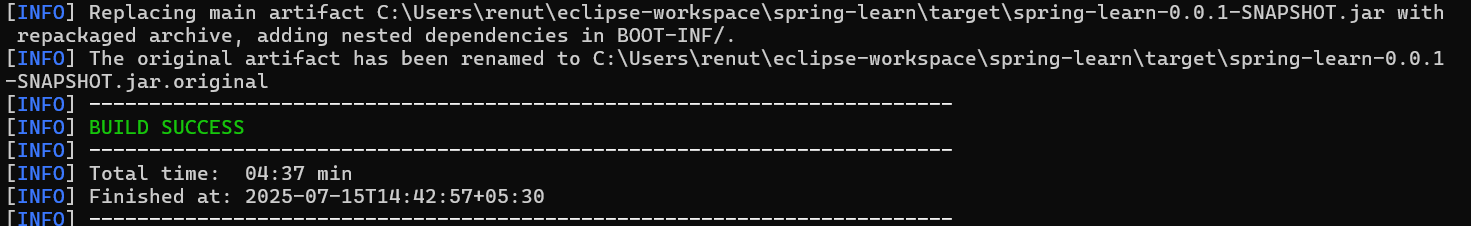 [INFO] Replacing main artifact C:\Users\renut\eclipse-workspace\spring-learn\target\spring-learn-0.0.1-SNAPSHOT.jar with
 repackaged archive, adding nested dependencies in BOOT-INF/.
[INFO] The original artifact has been renamed to C:\Users\renut\eclipse-workspace\spring-learn\target\spring-learn-0.0.1
-SNAPSHOT.jar.original
[INFO] ------------------------------------------------------------------------
[INFO] BUILD SUCCESS
[INFO] ------------------------------------------------------------------------
[INFO] Total time:  04:37 min
[INFO] Finished at: 2025-07-15T14:42:57+05:30
[INFO] ------------------------------------------------------------------------